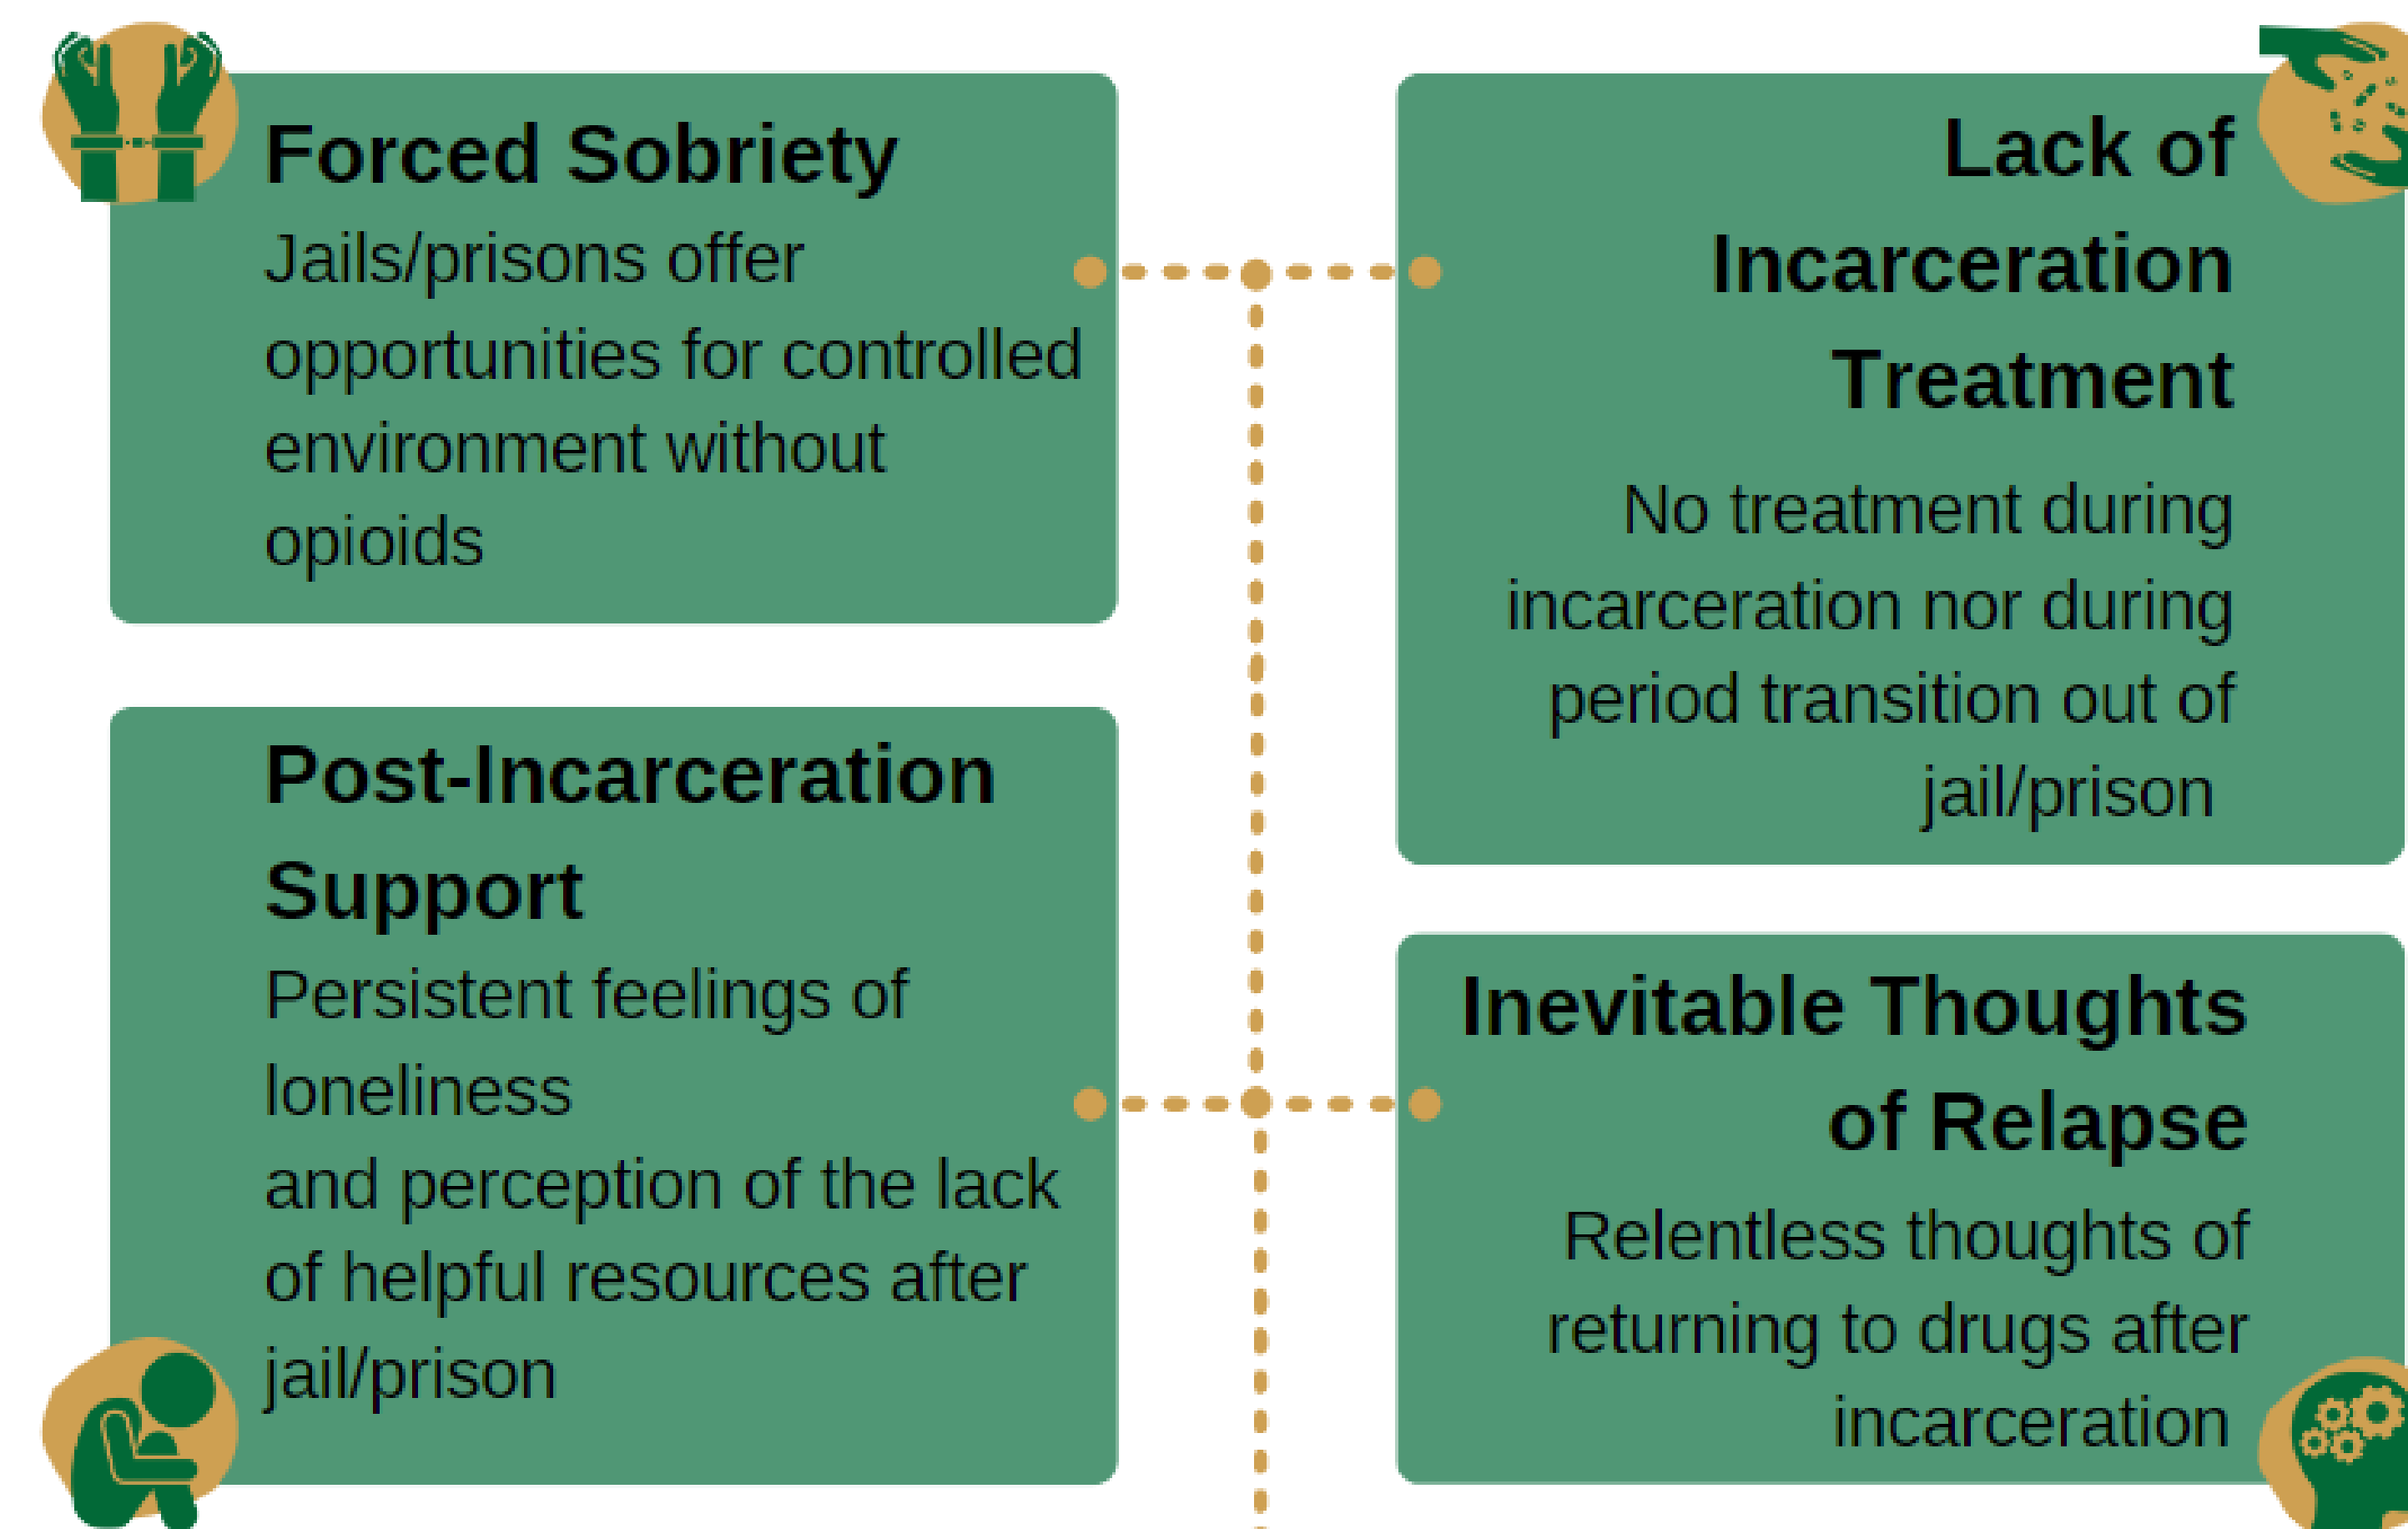 Forced Sobriety
Jails/prisons offer
opportunities for controlled
environment without
opioids
Lack of
Incarceration
Treatment
No treatment during
incarceration nor during
period transition out of
jail/prison
Post-Incarceration
Support
Persistent feelings of
loneliness
and perception of the lack
of helpful resources after
jail/prison
Inevitable Thoughts
of Relapse
Relentless thoughts of
returning to drugs after
incarceration